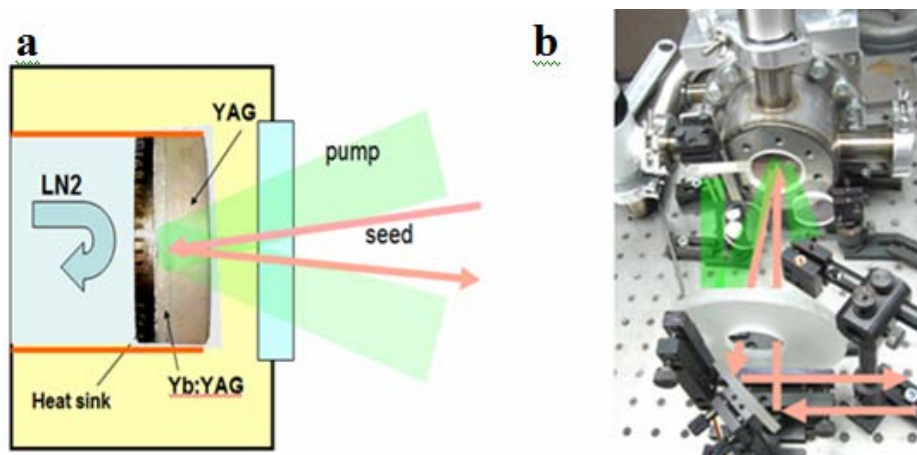 a
YAG
pump
LN2
seed
Heat sink
Yb:YAG
b